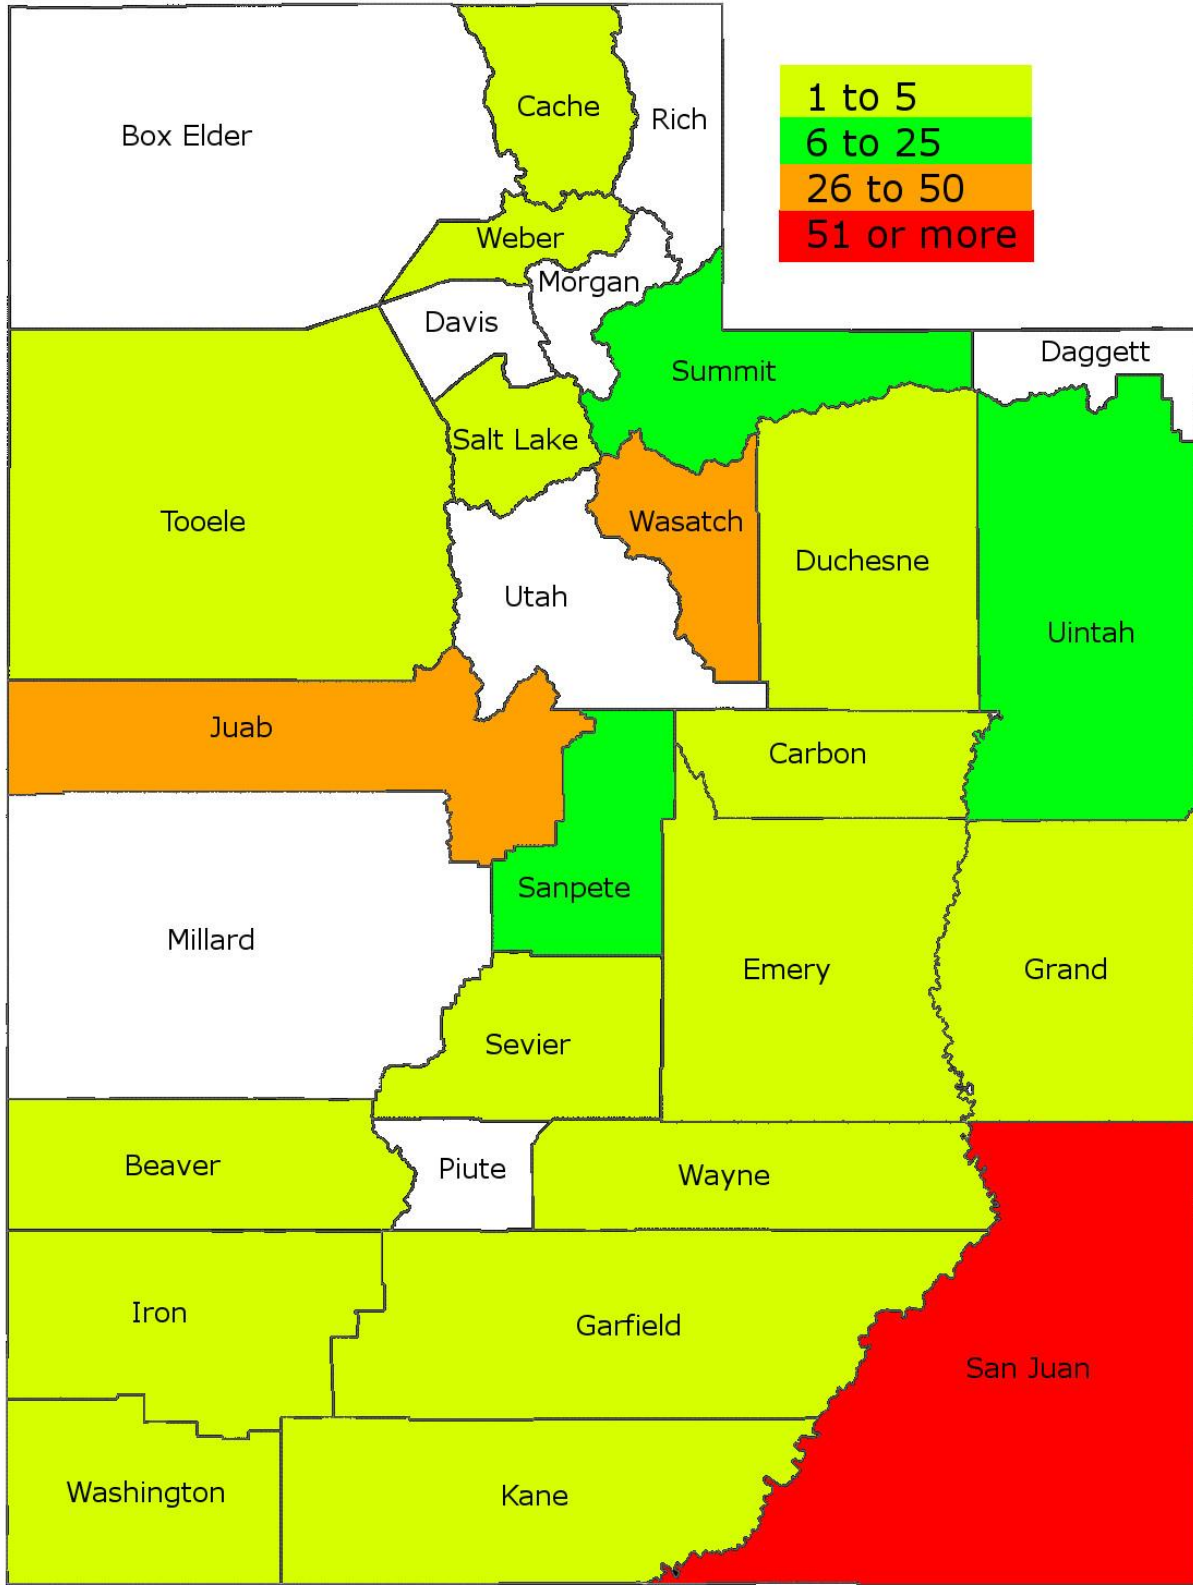 1 to 5
6 to 25
26 to 50
51 or more
Box Elder
Cache
Rich
Weber
Morgan
Davis
Summit
Daggett
Salt Lake
Tooele
Wasatch
Duchesne
Utah
Uintah
Juab
Carbon
Sanpete
Millard
Emery
Grand
Sevier
Beaver
Piute
Wayne
Iron
Garfield
San Juan
Washington
Kane